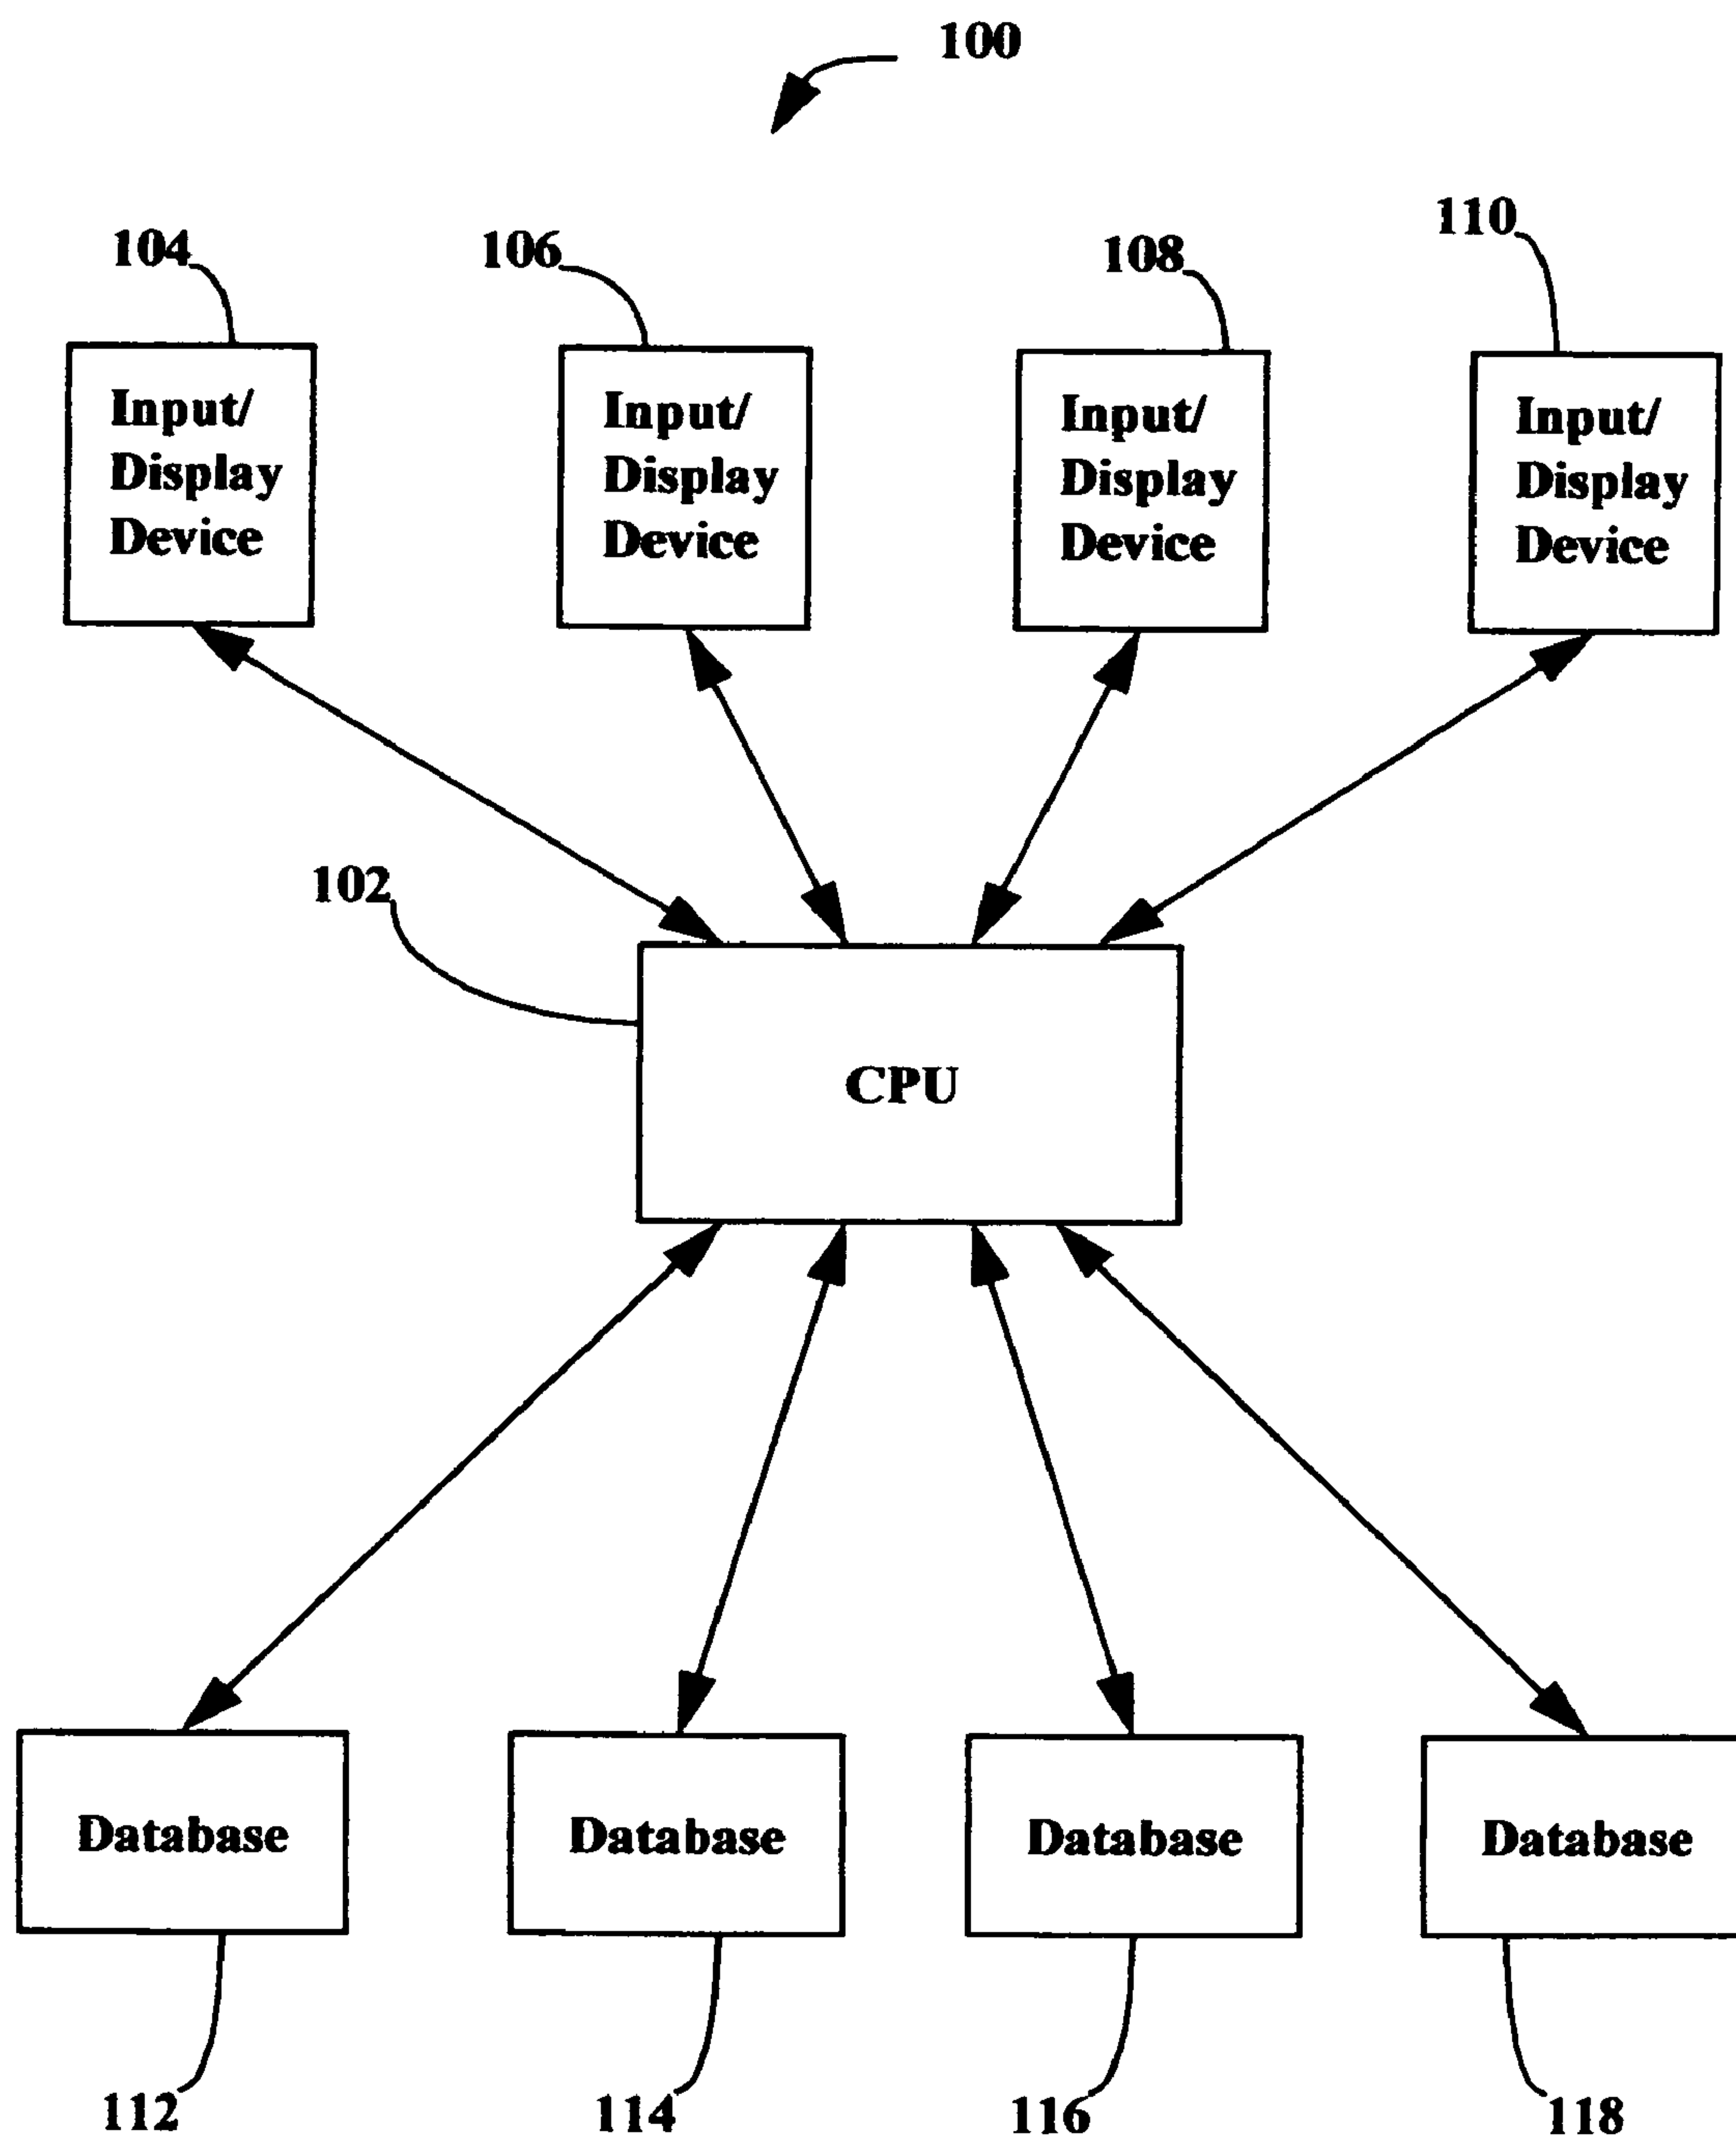 100
104
106
108
110
Input/
Display
Device
Input/
Display
Device
Input/
Display
Device
Input/
Display
Device
102
CPU
Database
Database
Database
Database
112
114
116
118